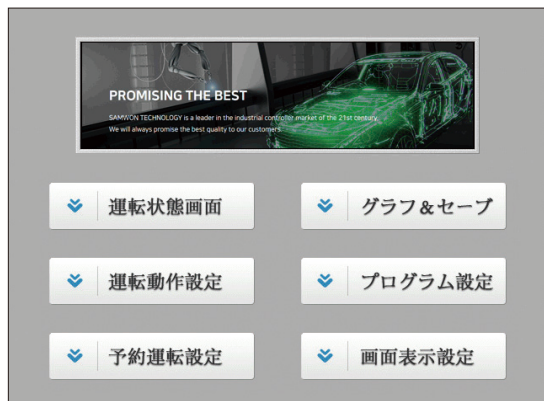 PROMISING THE BEST
SAMWON TECHNOLOGY is a leader in the industrial controller market of the 21st century
We will always promise the best quality to our customers
運転状態画面
グラフ&セーブ
運転動作設定
プログラム設定
予約運転設定
画面表示設定